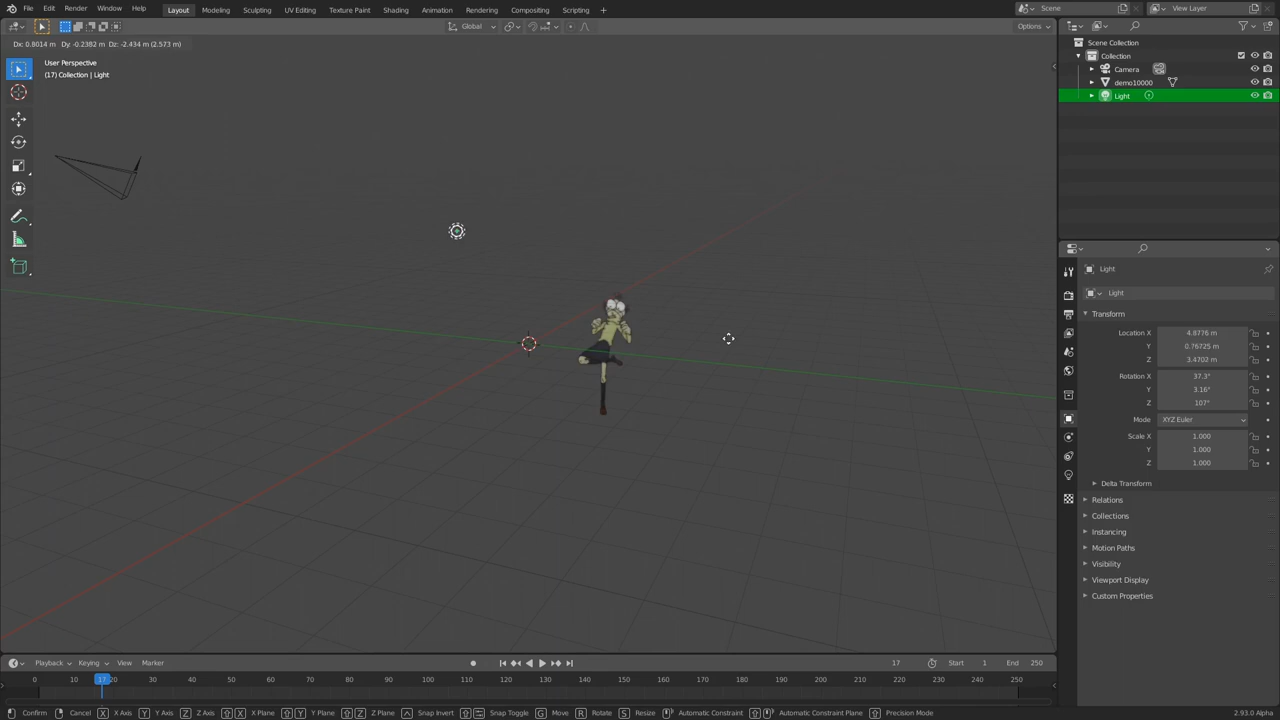 File Edit Render Window Help Layout Modeling Sculpting UV Editing Texture Paint Shading Animation Rendering Compositing Scripting + Scene View Layer
Global Options
Dx: 0.8014 m Dy: -0.2382 m Dz: -2.434 m (2.573 m)
User Perspective
(17) Collection | Light
Scene Collection
Collection
Camera
demo10000
Light
Light
Light
Transform
Location X 4.8776 m
Y 0.76725 m
Z 3.4702 m
Rotation X 37.3°
Y 3.16°
Z 107°
Mode XYZ Euler
Scale X 1.000
Y 1.000
Z 1.000
Delta Transform
Relations
Collections
Instancing
Motion Paths
Visibility
Viewport Display
Custom Properties
Playback Keying View Marker 17 Start 1 End 250
0 10 17 20 30 40 50 60 70 80 90 100 110 120 130 140 150 160 170 180 190 200 210 220 230 240 250
Confirm Cancel X X Axis Y Y Axis Z Z Axis X X Plane Y Y Plane Z Z Plane Snap Invert Snap Toggle G Move R Rotate S Resize Automatic Constraint Automatic Constraint Plane Precision Mode 2.93.0 Alpha